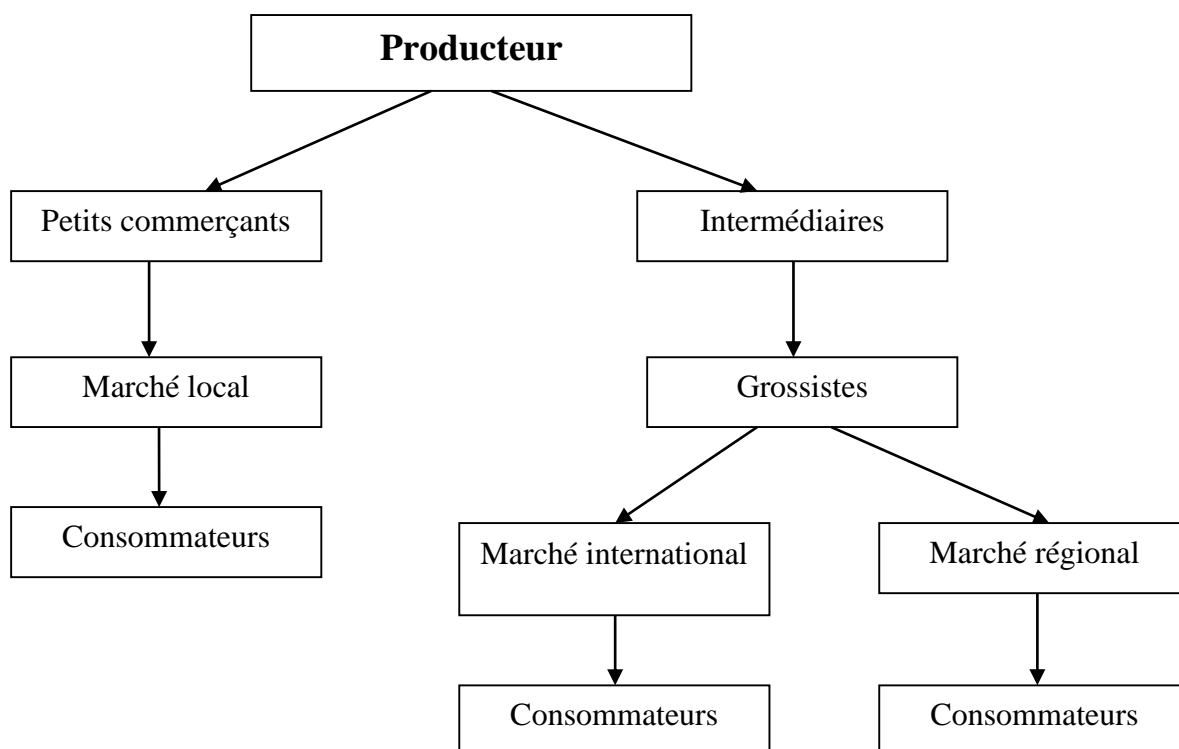 Producteur
Petits commerçants
Intermédiaires
Marché local
Grossistes
Consommateurs
Marché international
Marché régional
Consommateurs
Consommateurs